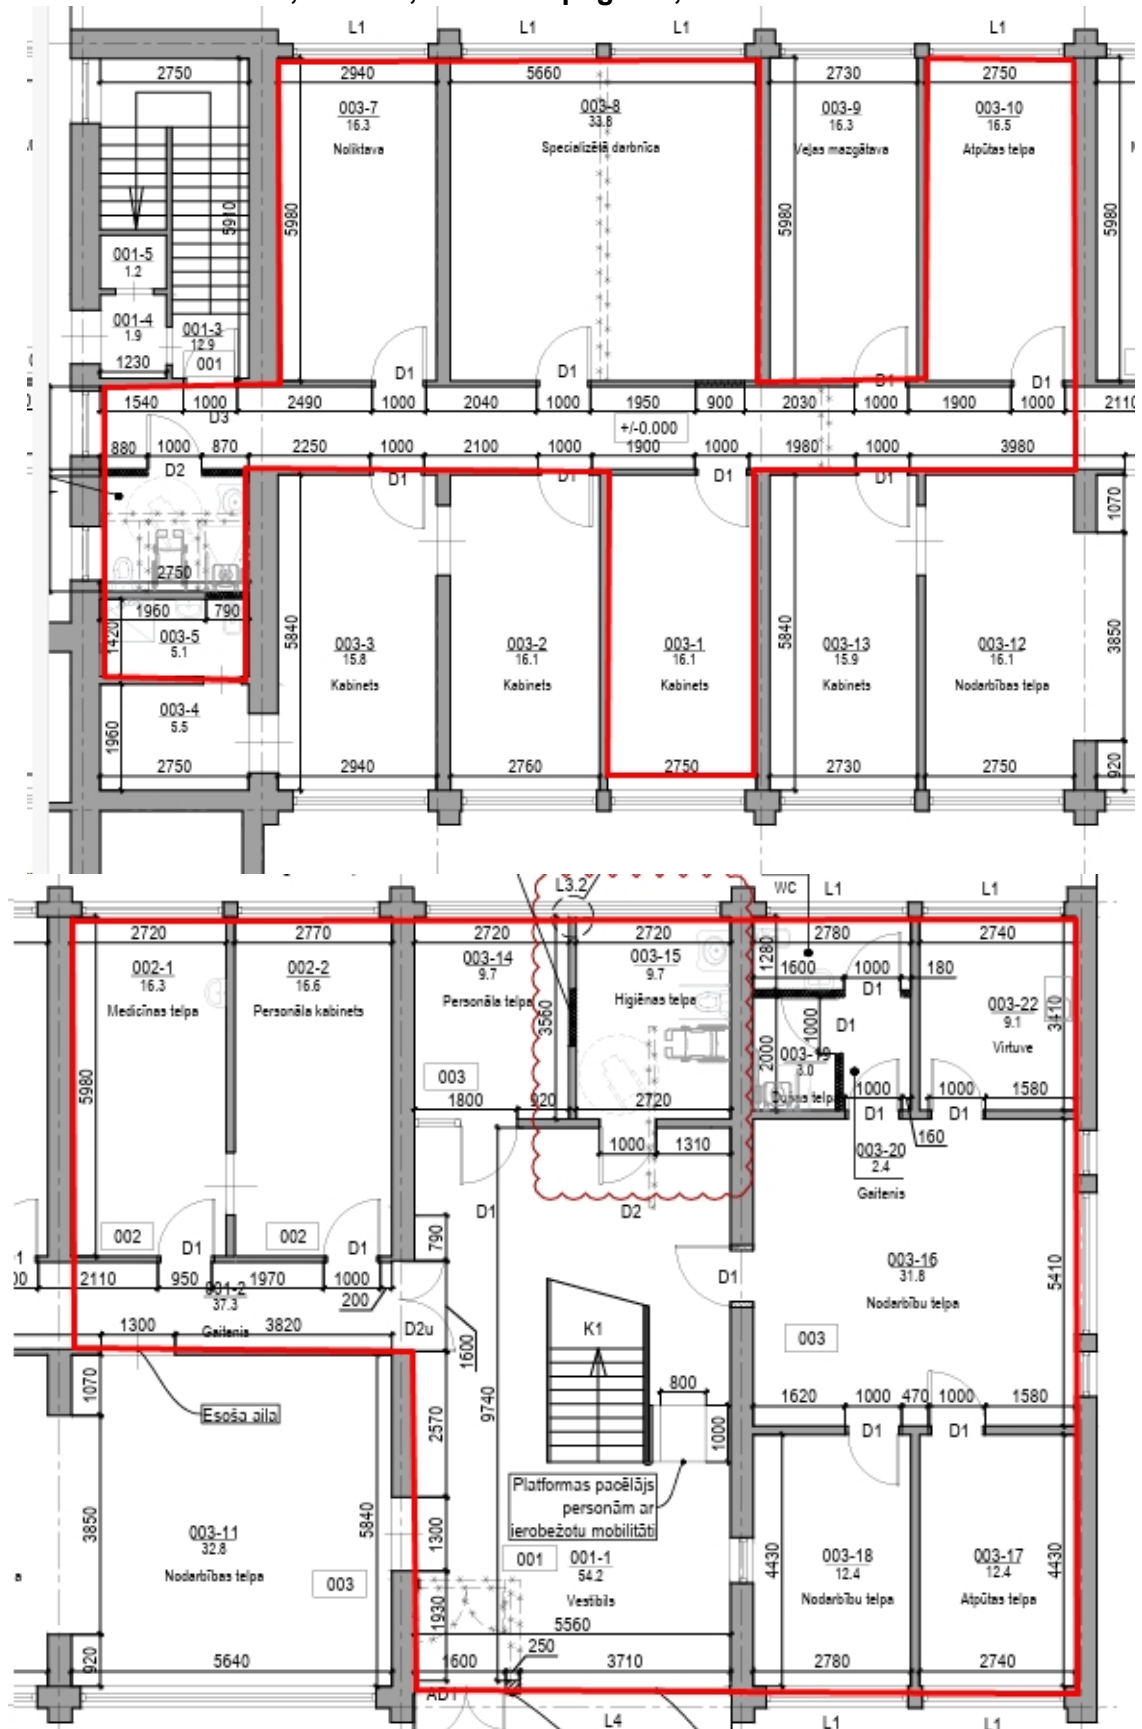 L1
L1
L1
L1
2750
2940
5660
2730
2750
003-7
16.3
Noliktava
003-8
33.8
Specializētā darbnīca
003-9
16.3
Veļas mazgātava
003-10
16.5
Atpūtas telpa
5910
5980
5980
5980
001-5
1.2
001-4
1.9
001-3
12.9
1230
001
D1
D1
D1
D1
1540
1000
2490
1000
2040
1000
1950
900
2030
1000
1900
1000
2110
D3
+/-0.000
880
1000
870
2250
1000
2100
1000
1900
1000
1980
1000
3980
D2
D1
D1
D1
D1
1070
2750
1960
790
1420
003-5
5.1
5840
003-3
15.8
Kabinets
003-2
16.1
Kabinets
003-1
16.1
Kabinets
5840
003-13
15.9
Kabinets
003-12
16.1
Nodarbības telpa
3850
003-4
5.5
1960
2750
2940
2760
2750
2730
2750
920
L3.2
WC
L1
L1
2720
2770
2720
2720
2780
2740
002-1
16.3
Medicīnas telpa
002-2
16.6
Personāla kabinets
003-14
9.7
Personāla telpa
003-15
9.7
Higiēnas telpa
1280
1600
1000
180
D1
003-22
9.1
Virtuve
3410
3560
5980
1000
D1
2000
003-19
3.0
Dušas telpa
003
1800
920
2720
1000
1000
1580
D1
D1
160
1000
1310
003-20
2.4
Gaitenis
D1
D2
002
002
D1
D1
790
D1
003-16
31.8
Nodarbību telpa
5410
2110
950
1970
1000
001-2
37.3
Gaitenis
200
1300
3820
D2u
1600
K1
003
1070
Esoša aila
9740
2570
800
1000
1620
1000
470
1000
1580
D1
D1
Platformas pacēlājs
personām ar
ierobežotu mobilitāti
3850
003-11
32.8
Nodarbības telpa
5840
003
1300
001
001-1
54.2
Vestibils
4430
003-18
12.4
Nodarbību telpa
003-17
12.4
Atpūtas telpa
4430
1930
5560
250
920
5640
1600
3710
2780
2740
AD1
L4
L1
L1